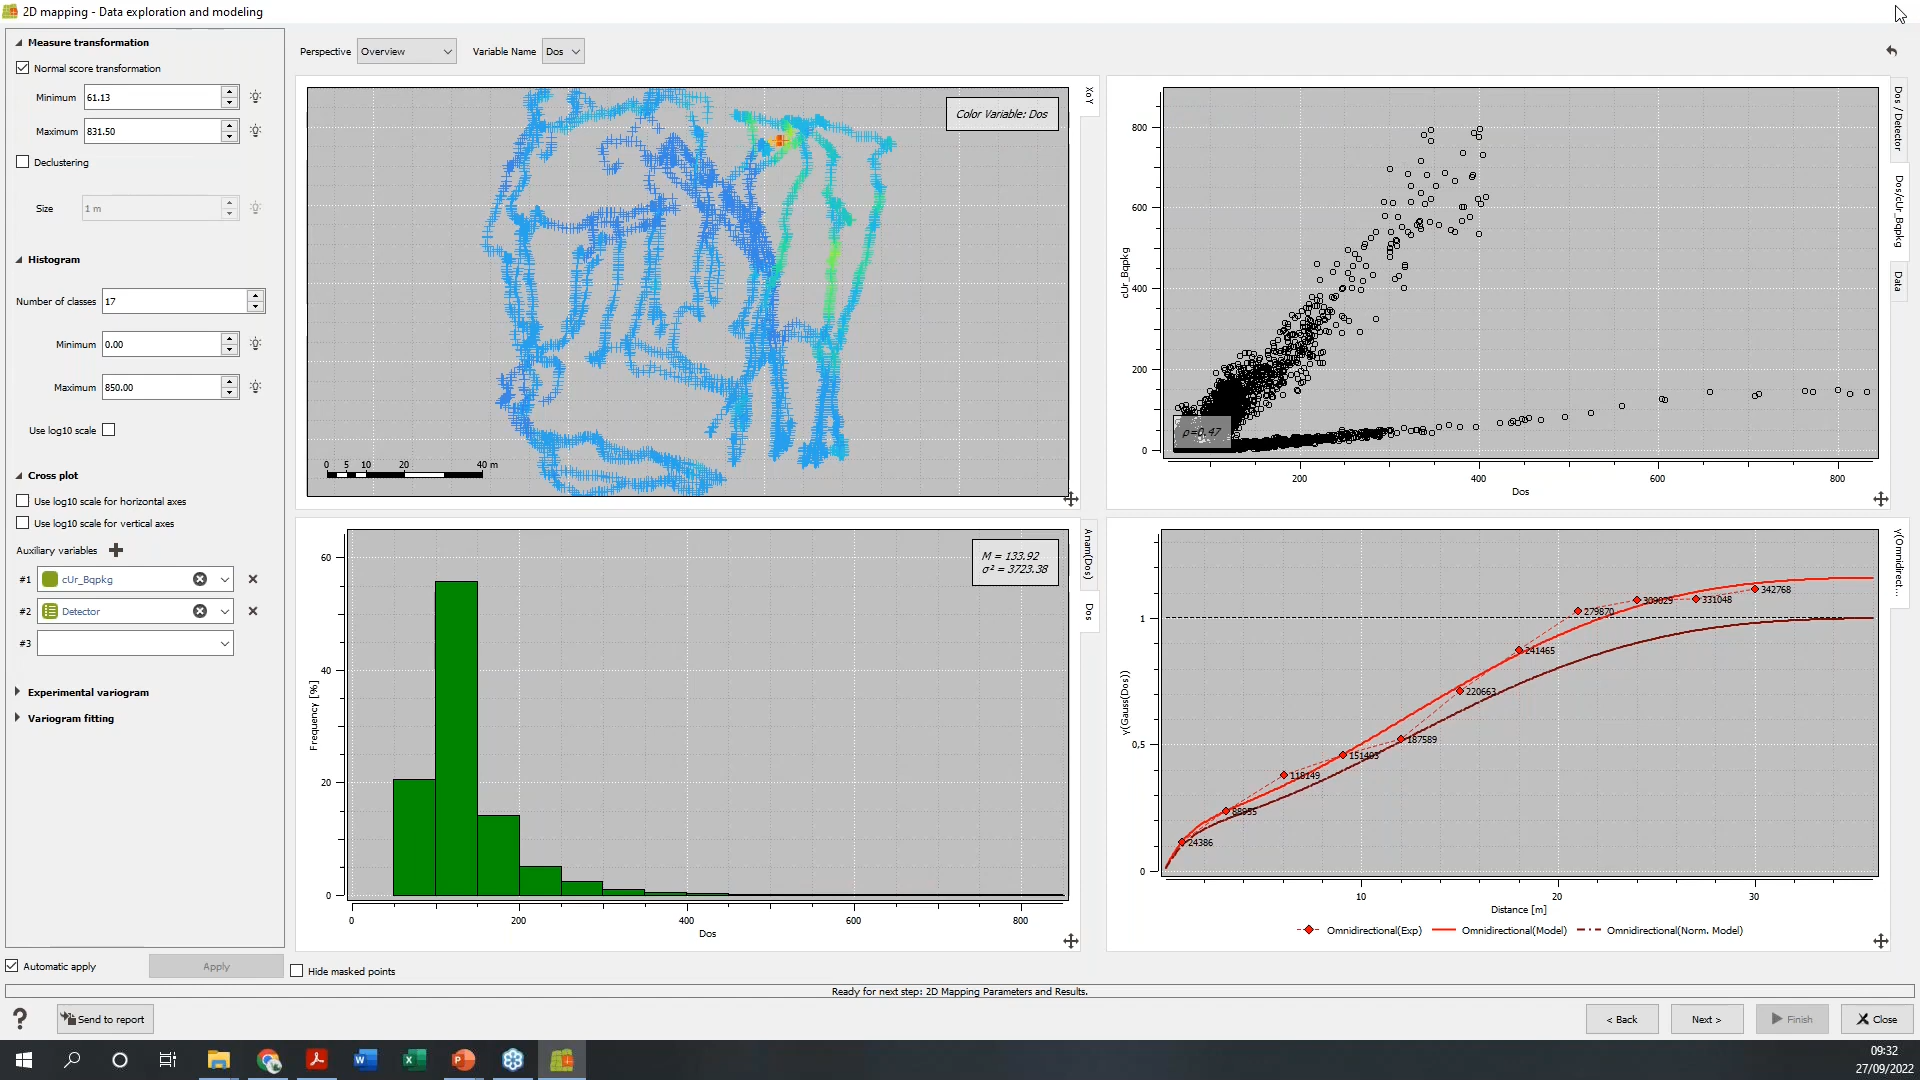 2D mapping - Data exploration and modeling
Measure transformation
Normal score transformation
Minimum 61.13
Maximum 831.50
Declustering
Size 1 m
Histogram
Number of classes 17
Minimum 0.00
Maximum 850.00
Use log10 scale
Cross plot
Use log10 scale for horizontal axes
Use log10 scale for vertical axes
Auxiliary variables
#1 cUr_Bqpkg
#2 Detector
#3
Experimental variogram
Variogram fitting
Automatic apply
Apply
Perspective Overview Variable Name Dos
Color Variable: Dos
0 5 10 20 40 m
XoY
800
600
400
200
0
cUr_Bqpkg
ρ=0.47
200 400 600 800
Dos
Dos / Detector
Dos/cUr_Bqpkg
Data
M = 133.92
σ² = 3723.38
60
40
20
0
Frequency [%]
0 200 400 600 800
Dos
Anam(Dos)
Dos
1
0,5
0
γ(Gauss(Dos))
24386
88955
118149
151403
187589
220663
241465
279870
309029
331048
342768
10 20 30
Distance [m]
Omnidirectional(Exp) Omnidirectional(Model) Omnidirectional(Norm. Model)
γ(Omnidirect...
Hide masked points
Ready for next step: 2D Mapping Parameters and Results.
? Send to report
< Back Next > Finish Close
09:32
27/09/2022